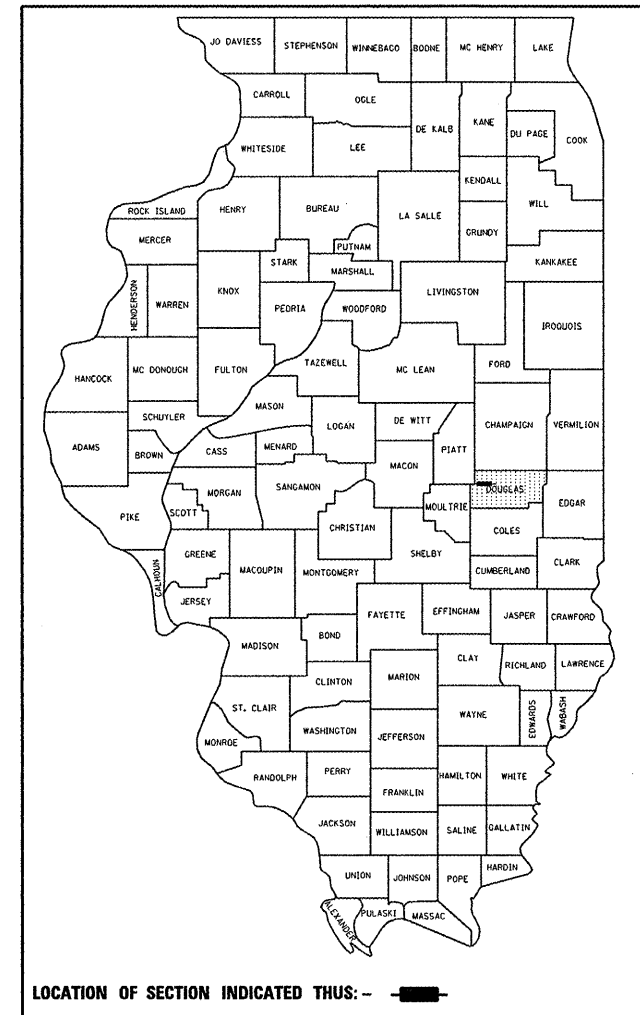 JO DAVIESS STEPHENSON WINNEBAGO BOONE MC HENRY LAKE
CARROLL OGLE DE KALB KANE DU PAGE COOK
WHITESIDE LEE KENDALL WILL
ROCK ISLAND HENRY BUREAU LA SALLE GRUNDY
MERCER PUTNAM KANKAKEE
HENDERSON WARREN KNOX STARK MARSHALL LIVINGSTON
PEORIA WOODFORD IROQUOIS
HANCOCK MC DONOUGH FULTON TAZEWELL MC LEAN FORD
SCHUYLER MASON LOGAN DE WITT CHAMPAIGN VERMILION
ADAMS BROWN CASS MENARD MACON PIATT
PIKE SCOTT MORGAN SANGAMON CHRISTIAN MOULTRIE DOUGLAS EDGAR
COLES
GREENE MACOUPIN MONTGOMERY SHELBY CUMBERLAND CLARK
CALHOUN JERSEY FAYETTE EFFINGHAM JASPER CRAWFORD
MADISON BOND CLAY RICHLAND LAWRENCE
CLINTON MARION
ST. CLAIR WAYNE EDWARDS WABASH
MONROE WASHINGTON JEFFERSON
RANDOLPH PERRY HAMILTON WHITE
FRANKLIN
JACKSON WILLIAMSON SALINE GALLATIN
UNION JOHNSON POPE HARDIN
ALEXANDER PULASKI MASSAC
LOCATION OF SECTION INDICATED THUS: –